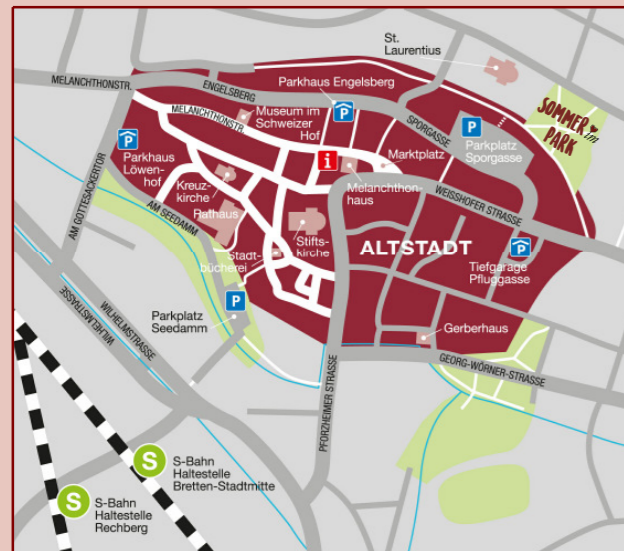 St.
Laurentius
MELANCHTHONSTR.
ENGELSBERG
Parkhaus Engelsberg
P
SOMMER im
PARK
MELANCHTHONSTR.
Museum im
Schweizer
Hof
SPORGASSE
P
Parkplatz
Sporgasse
P
Parkhaus
Löwen-
hof
i
Marktplatz
Kreuz-
kirche
Melanchthon-
haus
WEISSHOFER STRASSE
AM GOTTESACKERTOR
AM SEEDAMM
Rathaus
Stifts-
kirche
ALTSTADT
P
Tiefgarage
Pfluggasse
Stadt-
bücherei
P
Parkplatz
Seedamm
WILHELMSTRASSE
WILHELMSTRASSE
Gerberhaus
PFORZHEIMER STRASSE
GEORG-WÖRNER-STRASSE
S
S-Bahn
Haltestelle
Bretten-Stadtmitte
S
S-Bahn
Haltestelle
Rechberg